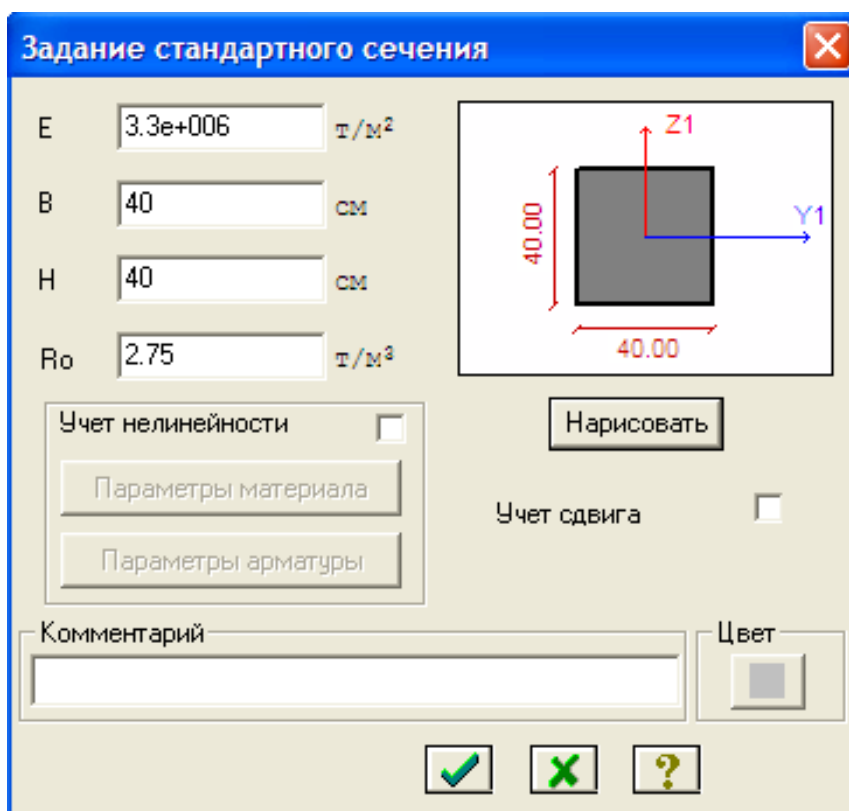 Задание стандартного сечения
E 3.3e+006 т/м²
B 40 см
H 40 см
Ro 2.75 т/м³
Z1
Y1
40.00
40.00
Учет нелинейности
Параметры материала
Параметры арматуры
Нарисовать
Учет сдвига
Комментарий
Цвет
?